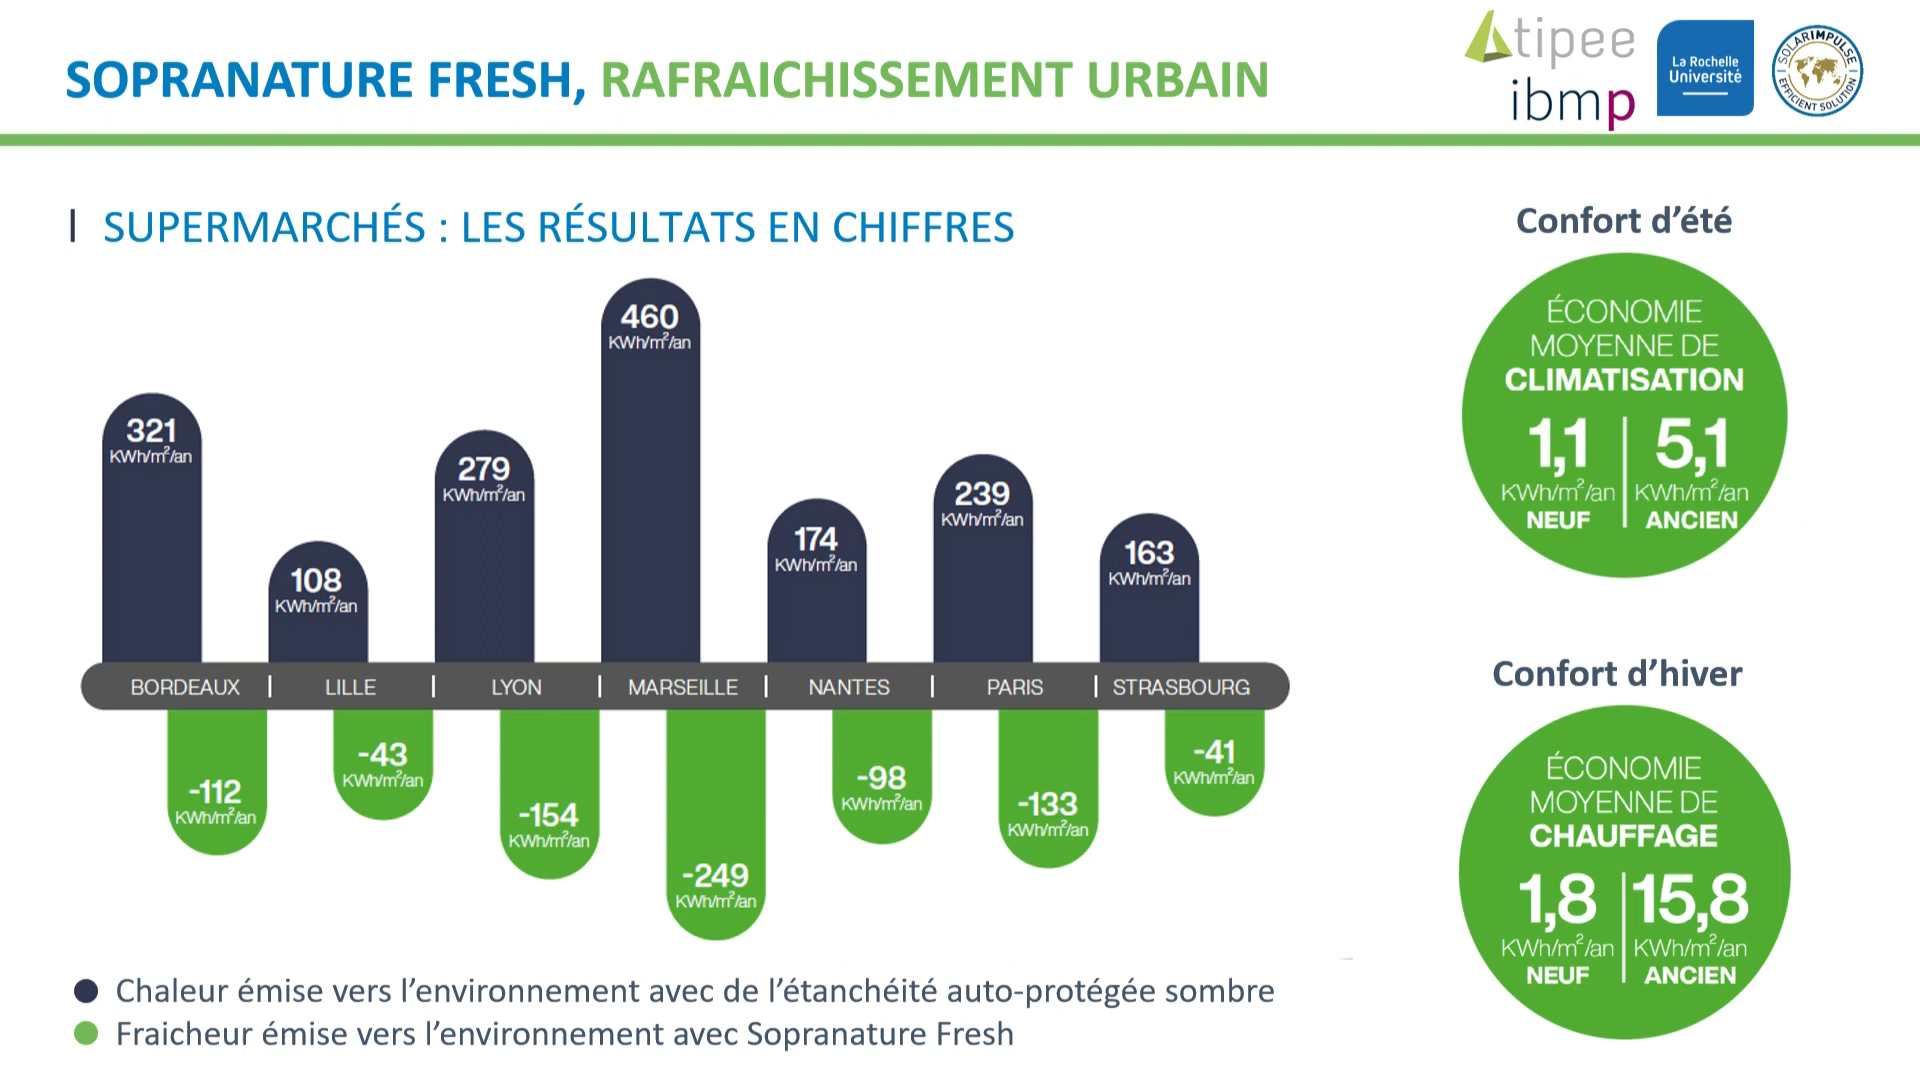 SOPRANATURE FRESH, RAFRAICHISSEMENT URBAIN
tipee
ibmp
La Rochelle
Université
SOLARIMPULSE
EFFICIENT SOLUTION
SUPERMARCHÉS : LES RÉSULTATS EN CHIFFRES
321
KWh/m²/an
108
KWh/m²/an
279
KWh/m²/an
460
KWh/m²/an
174
KWh/m²/an
239
KWh/m²/an
163
KWh/m²/an
BORDEAUX | LILLE | LYON | MARSEILLE | NANTES | PARIS | STRASBOURG
-112
KWh/m²/an
-43
KWh/m²/an
-154
KWh/m²/an
-249
KWh/m²/an
-98
KWh/m²/an
-133
KWh/m²/an
-41
KWh/m²/an
Chaleur émise vers l’environnement avec de l’étanchéité auto-protégée sombre
Fraicheur émise vers l’environnement avec Sopranature Fresh
Confort d’été
ÉCONOMIE
MOYENNE DE
CLIMATISATION
1,1 | 5,1
KWh/m²/an | KWh/m²/an
NEUF | ANCIEN
Confort d’hiver
ÉCONOMIE
MOYENNE DE
CHAUFFAGE
1,8 | 15,8
KWh/m²/an | KWh/m²/an
NEUF | ANCIEN